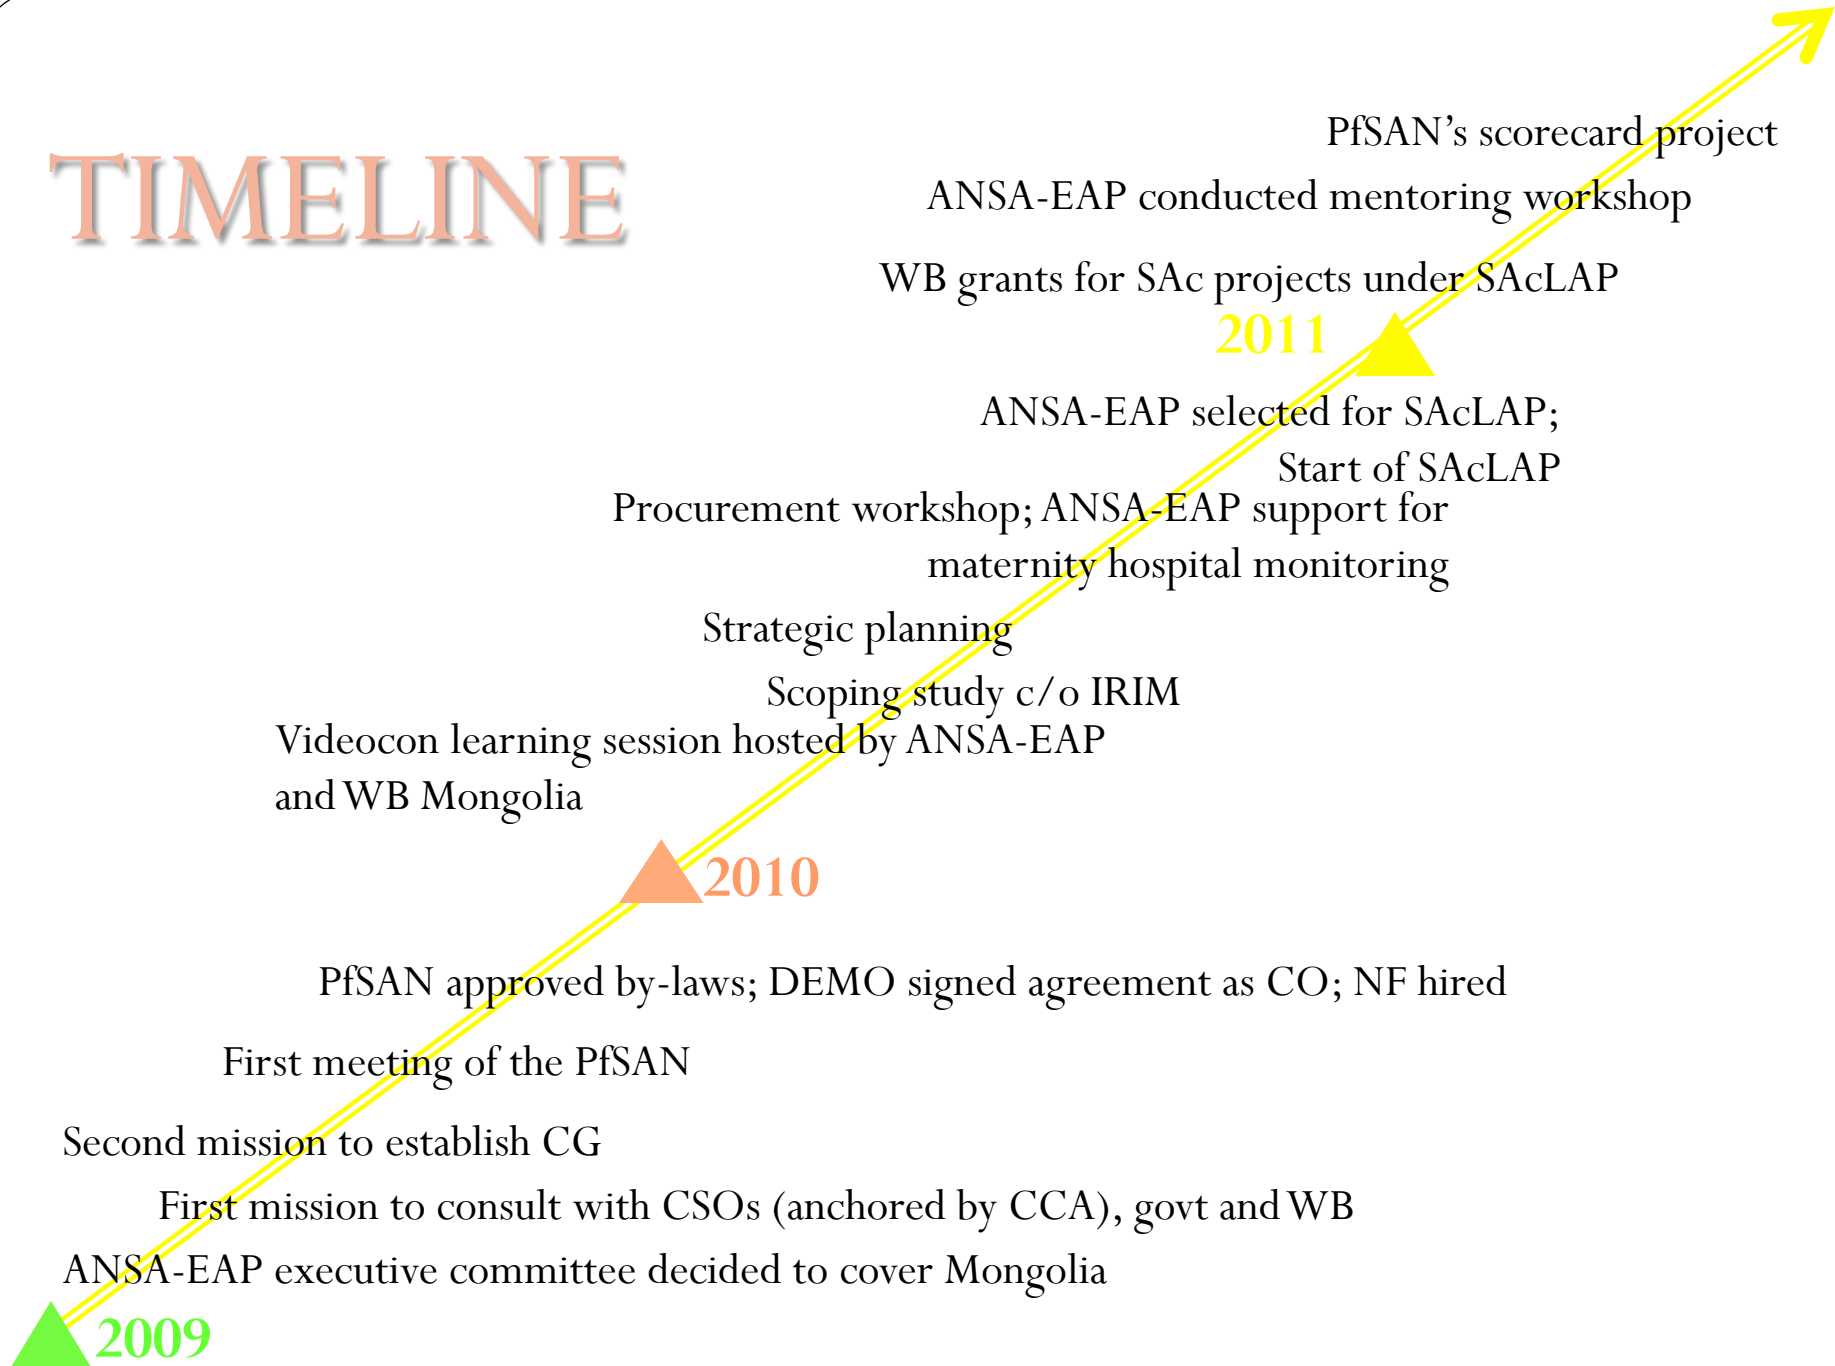 TIMELINE
PfSAN’s scorecard project
ANSA-EAP conducted mentoring workshop
WB grants for SAc projects under SAcLAP
2011
ANSA-EAP selected for SAcLAP;
Start of SAcLAP
Procurement workshop; ANSA-EAP support for
maternity hospital monitoring
Strategic planning
Scoping study c/o IRIM
Videocon learning session hosted by ANSA-EAP
and WB Mongolia
2010
PfSAN approved by-laws; DEMO signed agreement as CO; NF hired
First meeting of the PfSAN
Second mission to establish CG
First mission to consult with CSOs (anchored by CCA), govt and WB
ANSA-EAP executive committee decided to cover Mongolia
2009